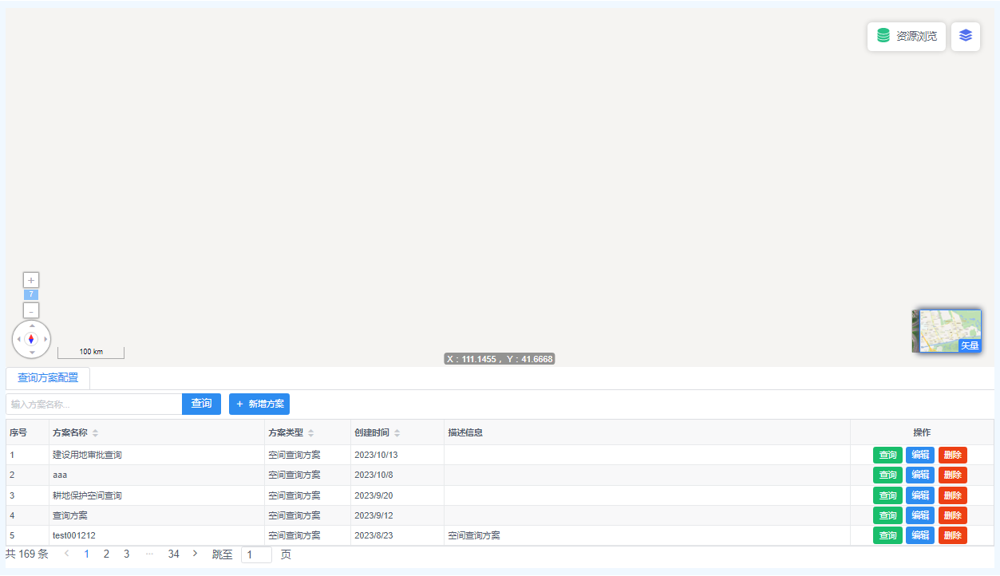 资源浏览
+
7
-
100 km
X : 111.1455 , Y : 41.6668
矢量
查询方案配置
输入方案名称... 查询 + 新增方案
序号 方案名称 方案类型 创建时间 描述信息 操作
1 建设用地审批查询 空间查询方案 2023/10/13 查询 编辑 删除
2 aaa 空间查询方案 2023/10/8 查询 编辑 删除
3 耕地保护空间查询 空间查询方案 2023/9/20 查询 编辑 删除
4 查询方案 空间查询方案 2023/9/12 查询 编辑 删除
5 test001212 空间查询方案 2023/8/23 空间查询方案 查询 编辑 删除
共 169 条 < 1 2 3 ··· 34 > 跳至 1 页